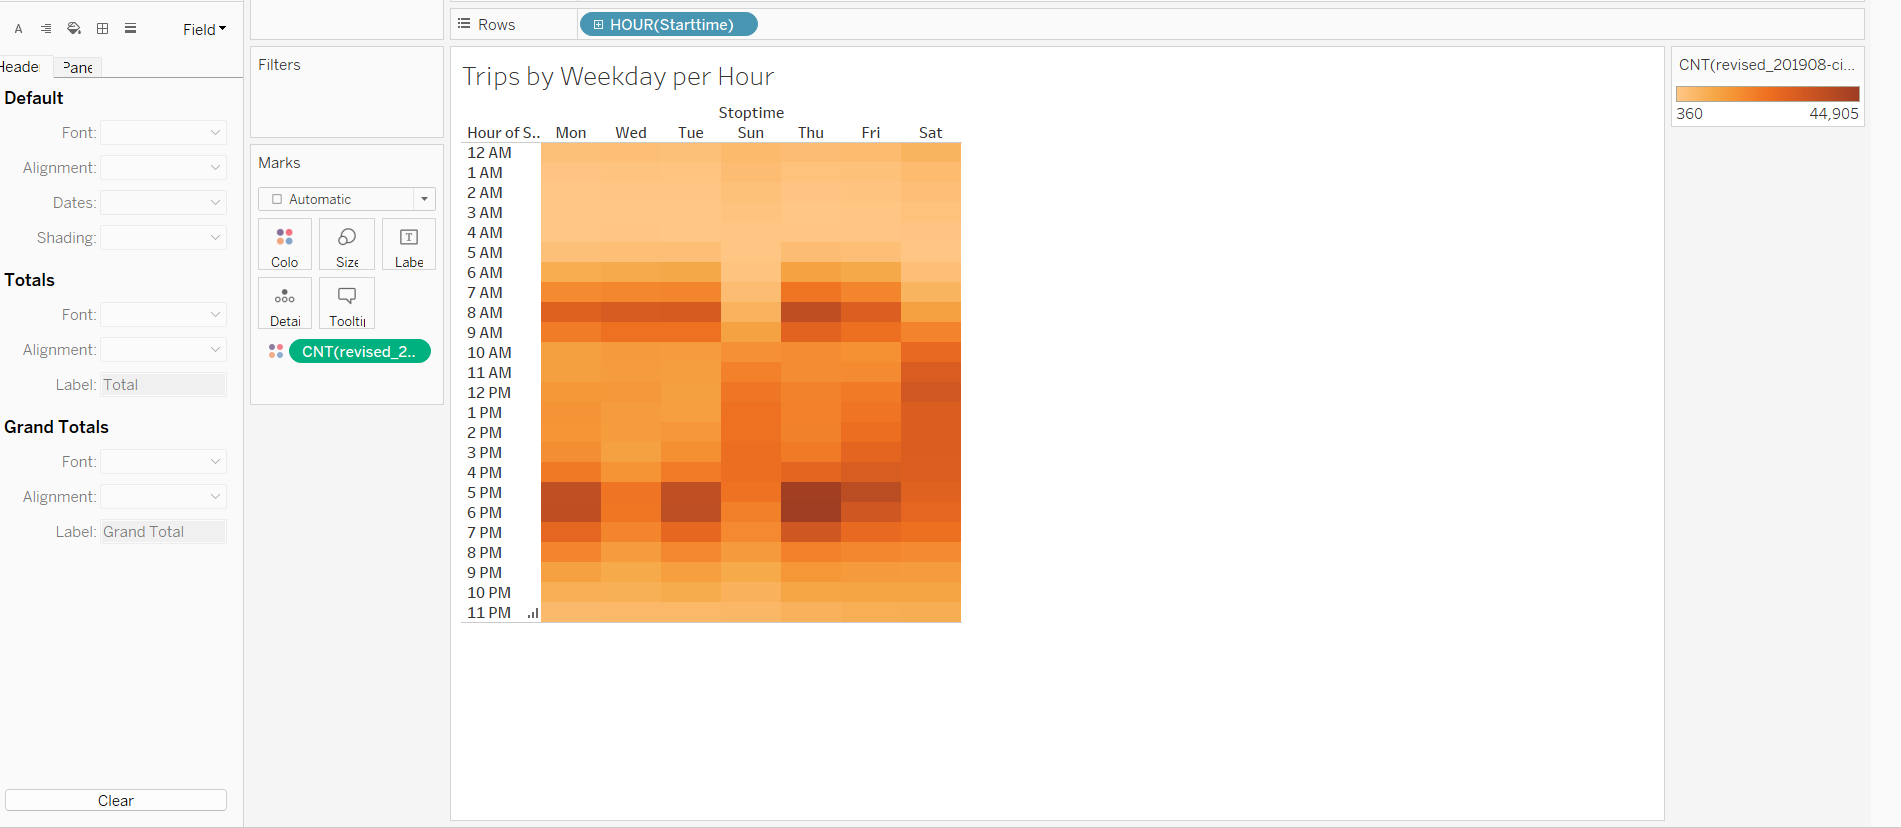 A
Field
Heade
Pane
Default
Font:
Alignment:
Dates:
Shading:
Totals
Font:
Alignment:
Label: Total
Grand Totals
Font:
Alignment:
Label: Grand Total
Clear
Filters
Marks
Automatic
Colo
Size
T
Labe
Detai
Toolti
CNT(revised_2..
Rows
HOUR(Starttime)
Trips by Weekday per Hour
Stoptime
Hour of S.. Mon Wed Tue Sun Thu Fri Sat
12 AM
1 AM
2 AM
3 AM
4 AM
5 AM
6 AM
7 AM
8 AM
9 AM
10 AM
11 AM
12 PM
1 PM
2 PM
3 PM
4 PM
5 PM
6 PM
7 PM
8 PM
9 PM
10 PM
11 PM
CNT(revised_201908-ci...
360 44,905